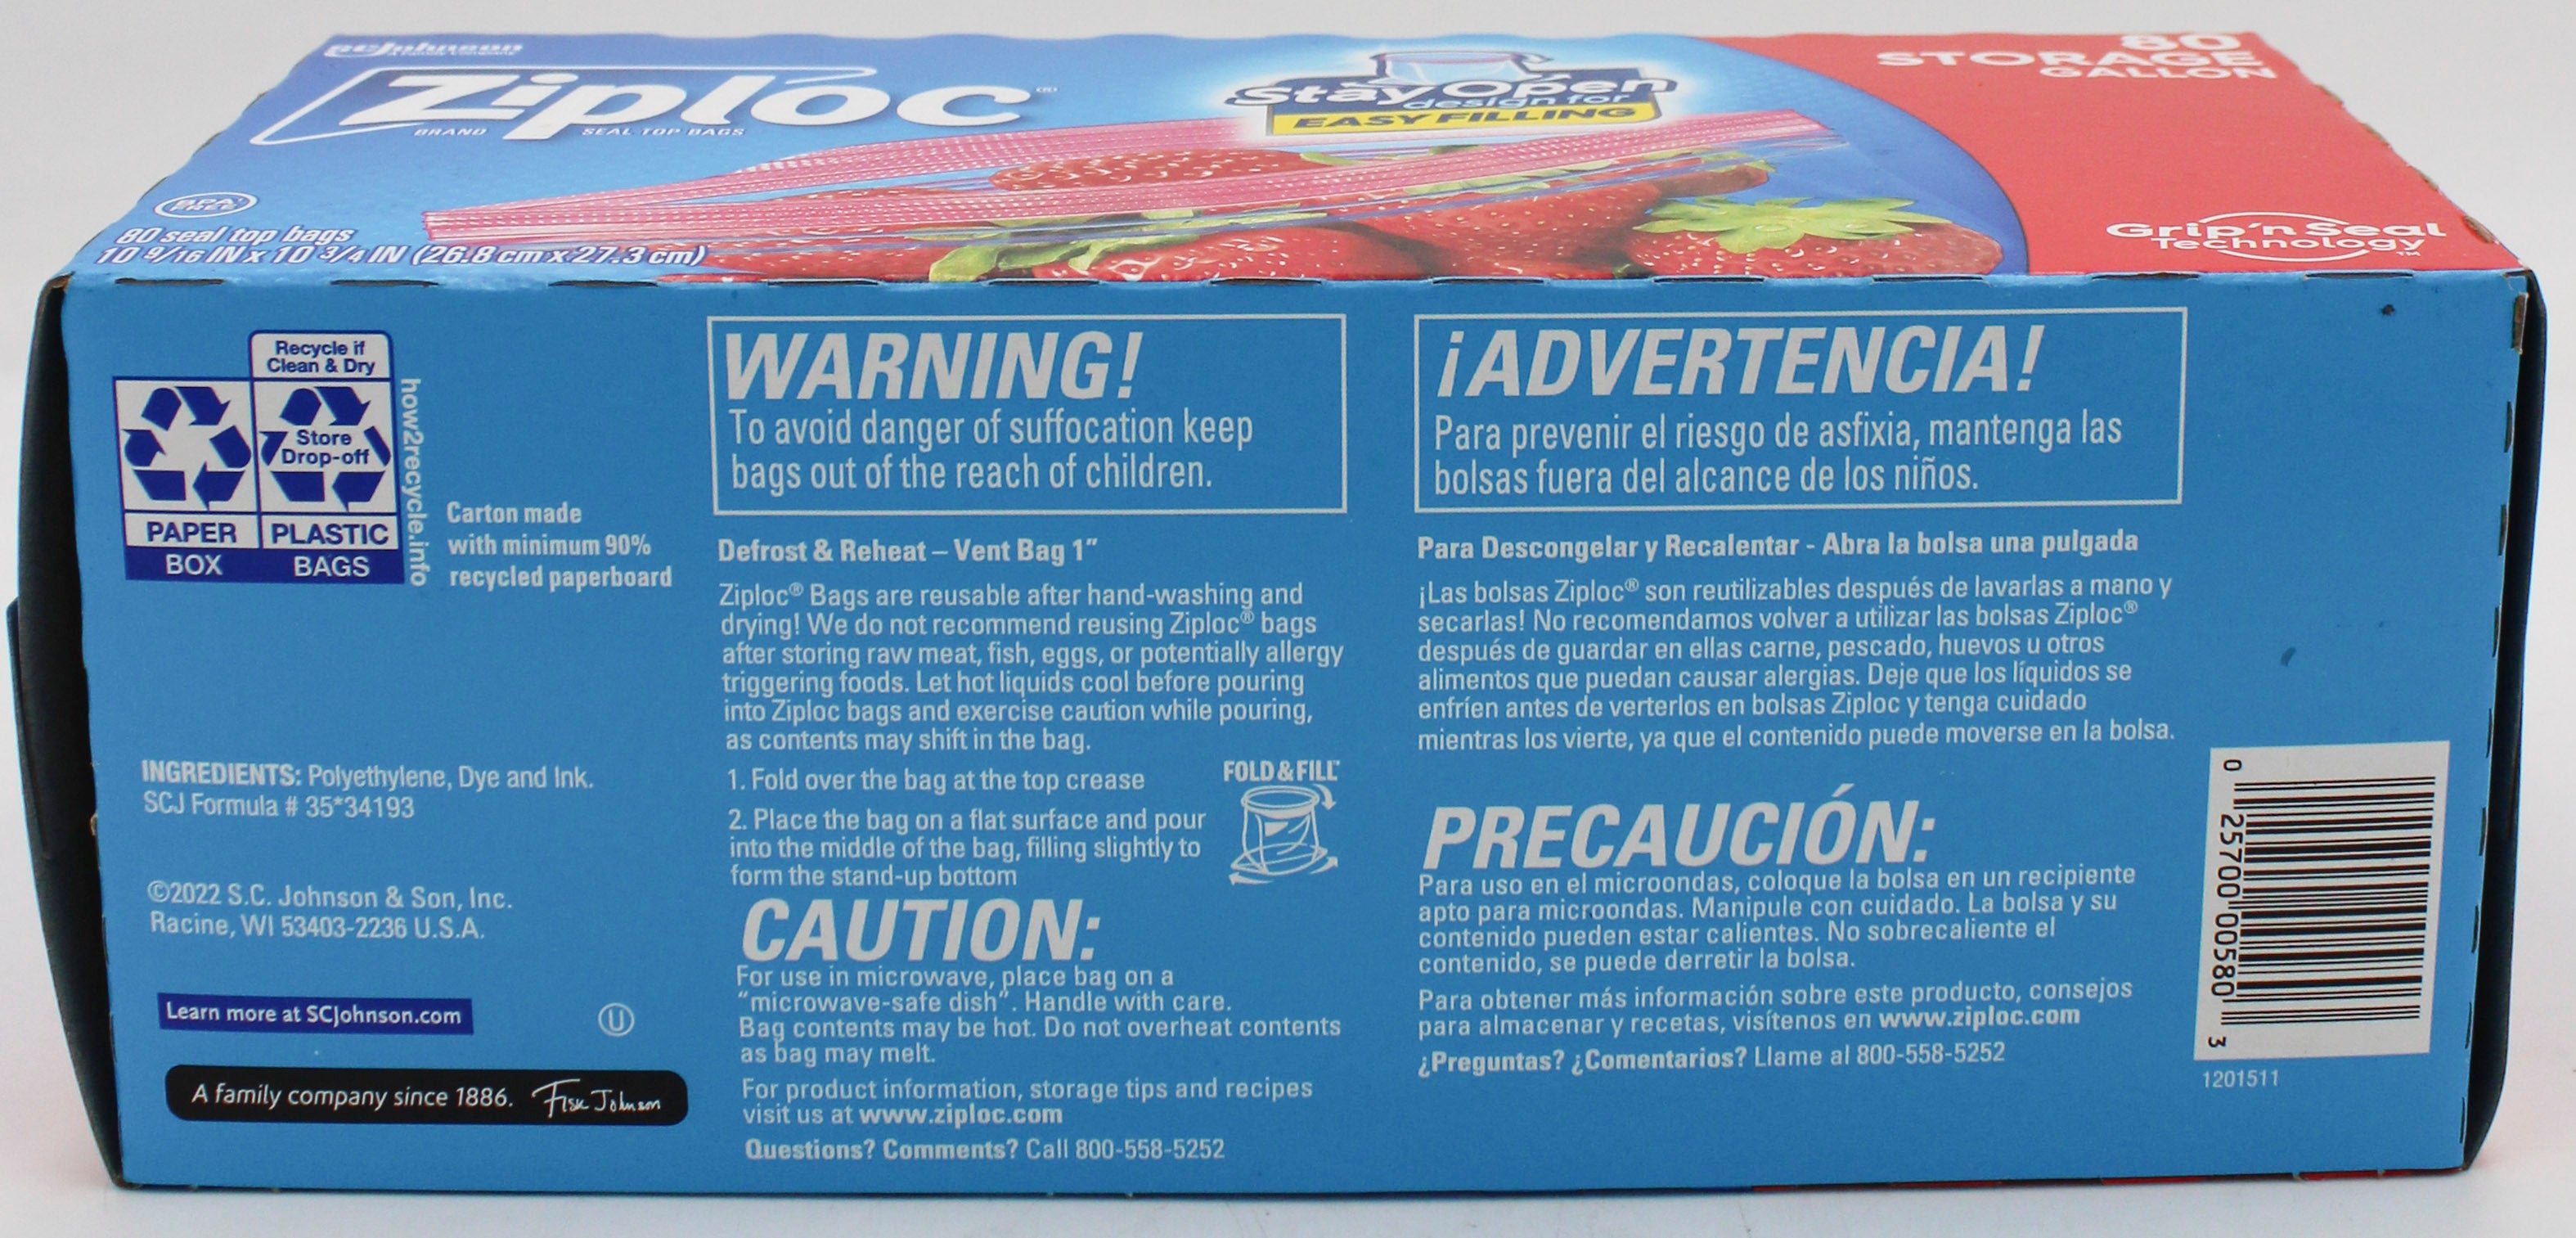 SCJohnson
A FAMILY COMPANY
Ziploc®
BRAND SEAL TOP BAGS
StayOpen
design for
EASY FILLING
80
STORAGE
GALLON
BPA
FREE
80 seal top bags
10 9/16 IN x 10 3/4 IN (26.8 cm x 27.3 cm)
Grip'n Seal
Technology™
Recycle if
Clean & Dry
Store
Drop-off
PAPER
BOX
PLASTIC
BAGS
how2recycle.info
Carton made
with minimum 90%
recycled paperboard
INGREDIENTS: Polyethylene, Dye and Ink.
SCJ Formula # 35*34193
©2022 S.C. Johnson & Son, Inc.
Racine, WI 53403-2236 U.S.A.
Learn more at SCJohnson.com
U
A family company since 1886. Fisk Johnson
WARNING!
To avoid danger of suffocation keep
bags out of the reach of children.
Defrost & Reheat – Vent Bag 1”
Ziploc® Bags are reusable after hand-washing and
drying! We do not recommend reusing Ziploc® bags
after storing raw meat, fish, eggs, or potentially allergy
triggering foods. Let hot liquids cool before pouring
into Ziploc bags and exercise caution while pouring,
as contents may shift in the bag.
1. Fold over the bag at the top crease
2. Place the bag on a flat surface and pour
into the middle of the bag, filling slightly to
form the stand-up bottom
FOLD & FILL™
CAUTION:
For use in microwave, place bag on a
“microwave-safe dish”. Handle with care.
Bag contents may be hot. Do not overheat contents
as bag may melt.
For product information, storage tips and recipes
visit us at www.ziploc.com
Questions? Comments? Call 800-558-5252
¡ADVERTENCIA!
Para prevenir el riesgo de asfixia, mantenga las
bolsas fuera del alcance de los niños.
Para Descongelar y Recalentar - Abra la bolsa una pulgada
¡Las bolsas Ziploc® son reutilizables después de lavarlas a mano y
secarlas! No recomendamos volver a utilizar las bolsas Ziploc®
después de guardar en ellas carne, pescado, huevos u otros
alimentos que puedan causar alergias. Deje que los líquidos se
enfríen antes de verterlos en bolsas Ziploc y tenga cuidado
mientras los vierte, ya que el contenido puede moverse en la bolsa.
PRECAUCIÓN:
Para uso en el microondas, coloque la bolsa en un recipiente
apto para microondas. Manipule con cuidado. La bolsa y su
contenido pueden estar calientes. No sobrecaliente el
contenido, se puede derretir la bolsa.
Para obtener más información sobre este producto, consejos
para almacenar y recetas, visítenos en www.ziploc.com
¿Preguntas? ¿Comentarios? Llame al 800-558-5252
0 25700 00580 3
1201511